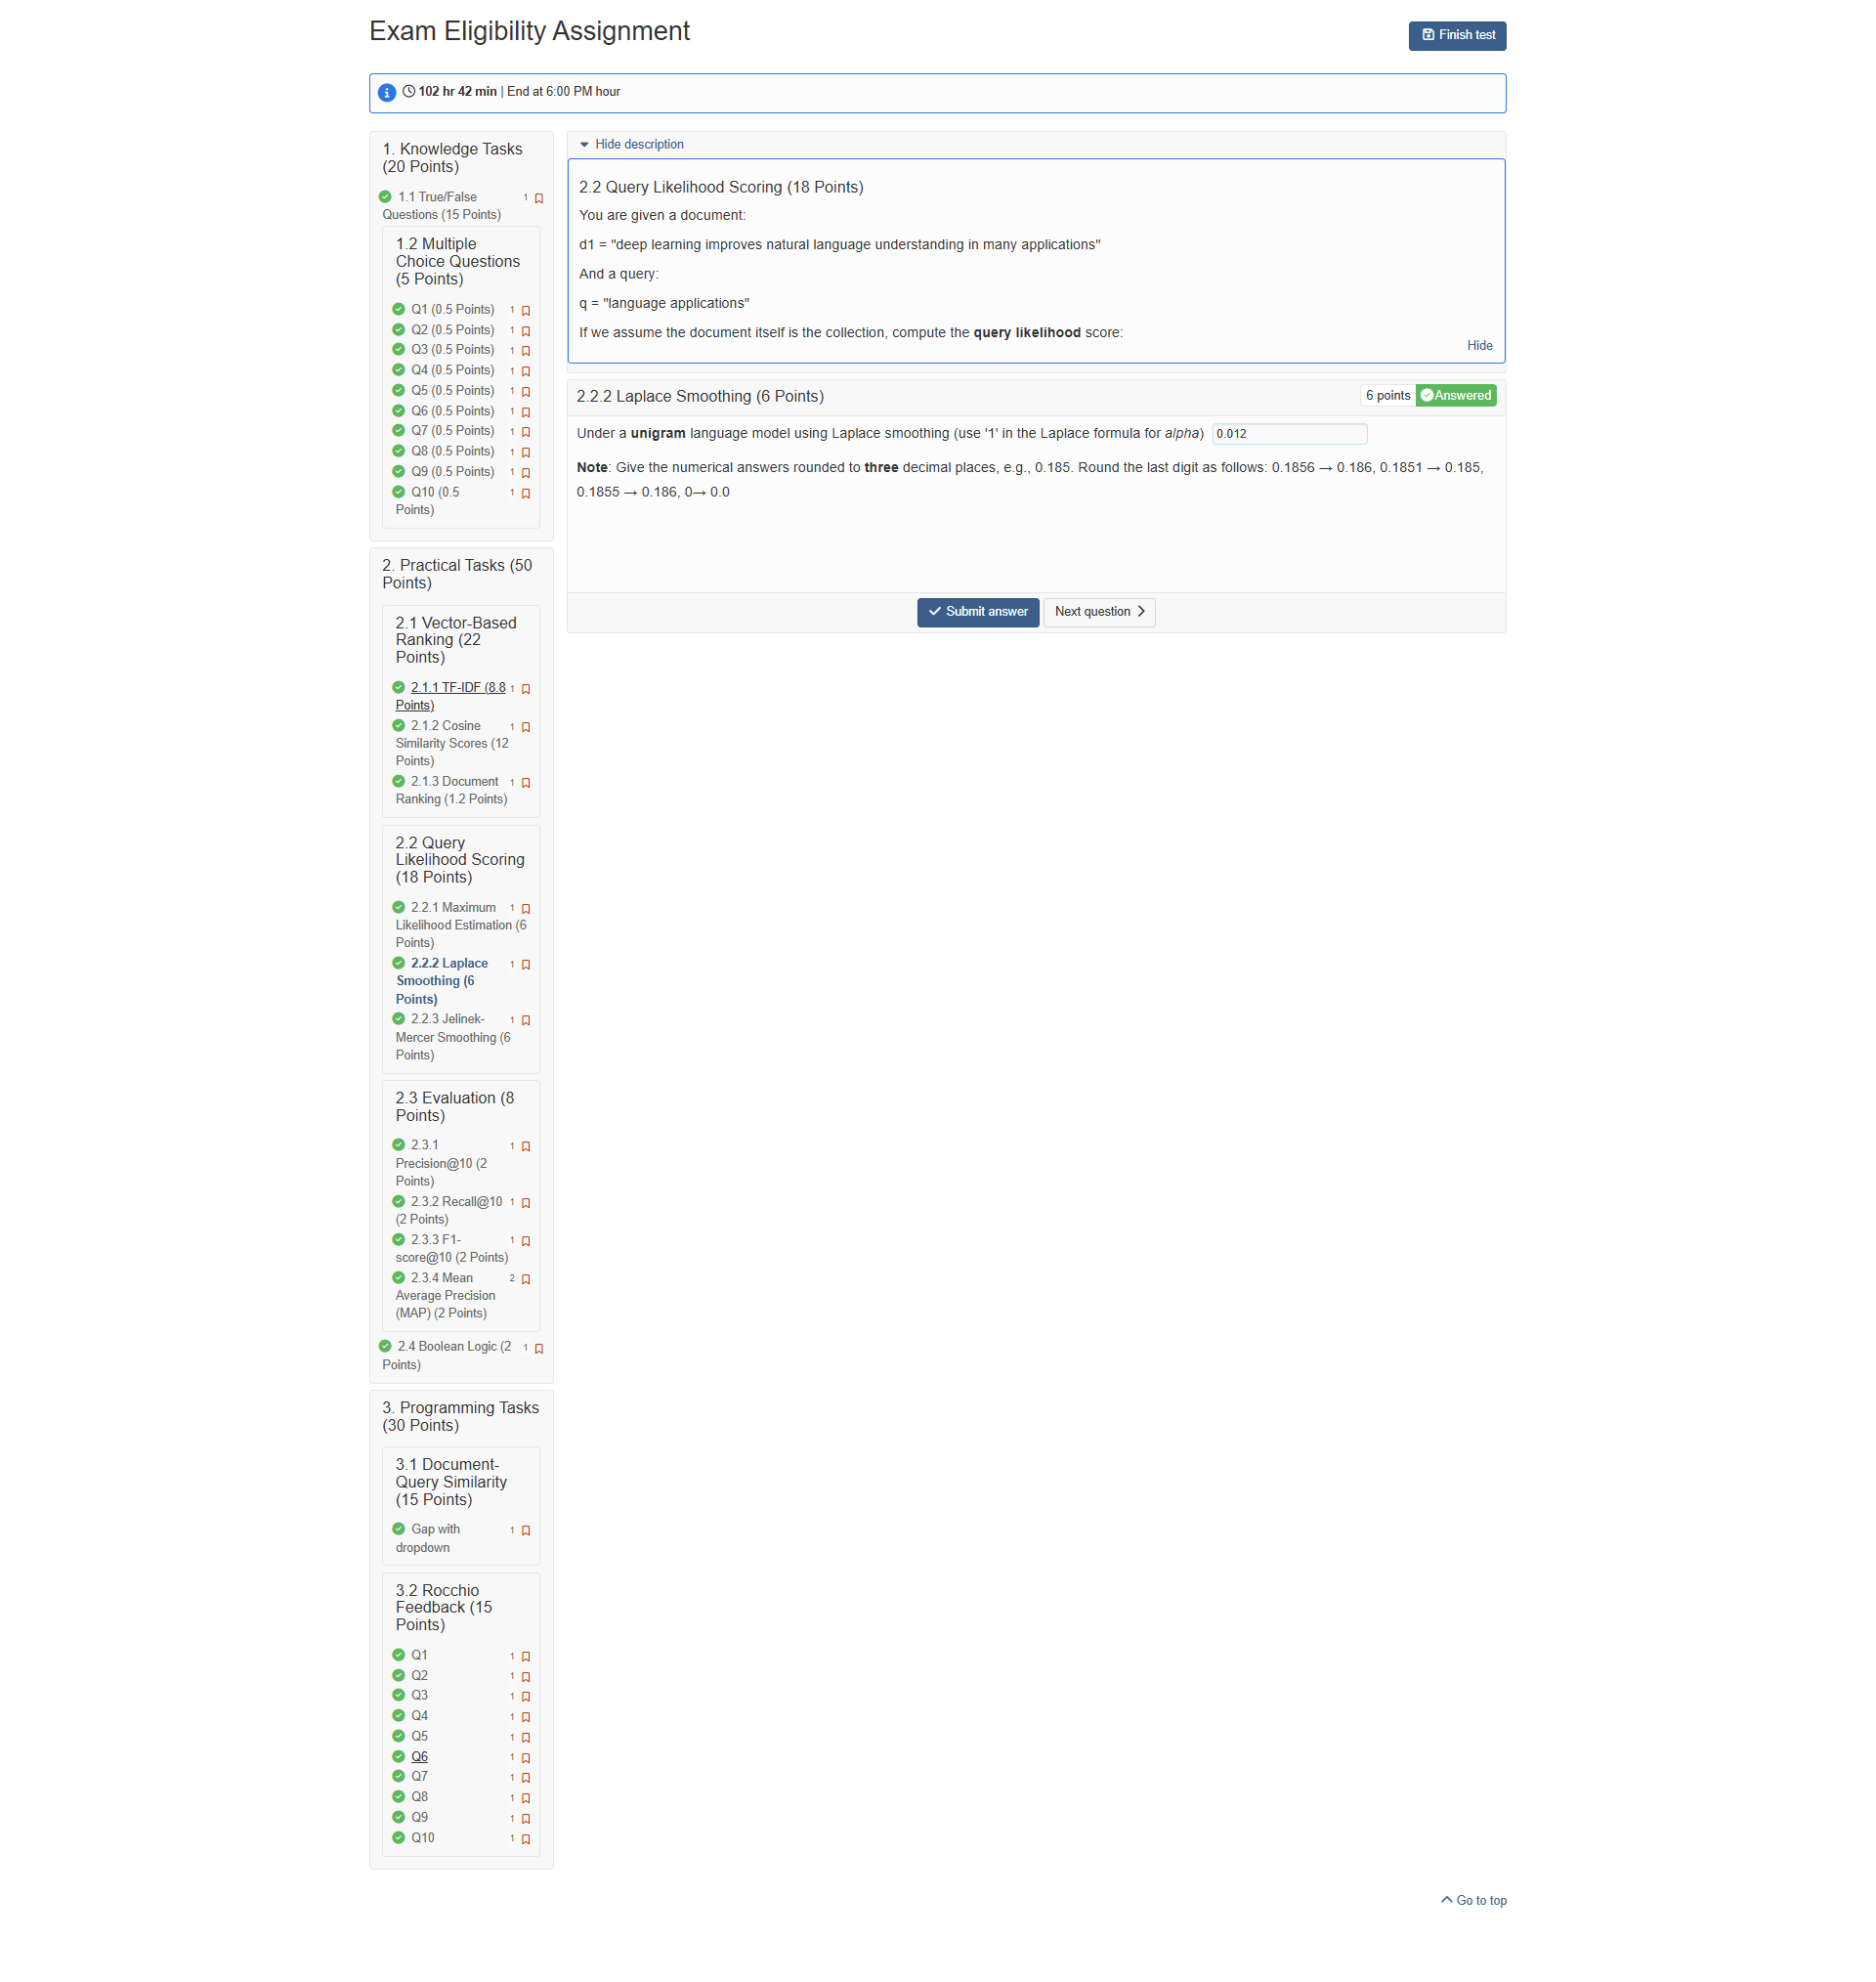 Exam Eligibility Assignment
Finish test
102 hr 42 min | End at 6:00 PM hour
1. Knowledge Tasks
(20 Points)
1.1 True/False 1
Questions (15 Points)
1.2 Multiple
Choice Questions
(5 Points)
Q1 (0.5 Points) 1
Q2 (0.5 Points) 1
Q3 (0.5 Points) 1
Q4 (0.5 Points) 1
Q5 (0.5 Points) 1
Q6 (0.5 Points) 1
Q7 (0.5 Points) 1
Q8 (0.5 Points) 1
Q9 (0.5 Points) 1
Q10 (0.5 1
Points)
2. Practical Tasks (50
Points)
2.1 Vector-Based
Ranking (22
Points)
2.1.1 TF-IDF (8.8 1
Points)
2.1.2 Cosine 1
Similarity Scores (12
Points)
2.1.3 Document 1
Ranking (1.2 Points)
2.2 Query
Likelihood Scoring
(18 Points)
2.2.1 Maximum 1
Likelihood Estimation (6
Points)
2.2.2 Laplace 1
Smoothing (6
Points)
2.2.3 Jelinek- 1
Mercer Smoothing (6
Points)
2.3 Evaluation (8
Points)
2.3.1 1
Precision@10 (2
Points)
2.3.2 Recall@10 1
(2 Points)
2.3.3 F1- 1
score@10 (2 Points)
2.3.4 Mean 2
Average Precision
(MAP) (2 Points)
2.4 Boolean Logic (2 1
Points)
3. Programming Tasks
(30 Points)
3.1 Document-
Query Similarity
(15 Points)
Gap with 1
dropdown
3.2 Rocchio
Feedback (15
Points)
Q1 1
Q2 1
Q3 1
Q4 1
Q5 1
Q6 1
Q7 1
Q8 1
Q9 1
Q10 1
Hide description
2.2 Query Likelihood Scoring (18 Points)
You are given a document:
d1 = "deep learning improves natural language understanding in many applications"
And a query:
q = "language applications"
If we assume the document itself is the collection, compute the query likelihood score:
Hide
2.2.2 Laplace Smoothing (6 Points)
6 points Answered
Under a unigram language model using Laplace smoothing (use '1' in the Laplace formula for alpha) 0.012
Note: Give the numerical answers rounded to three decimal places, e.g., 0.185. Round the last digit as follows: 0.1856 → 0.186, 0.1851 → 0.185,
0.1855 → 0.186, 0→ 0.0
Submit answer
Next question
Go to top